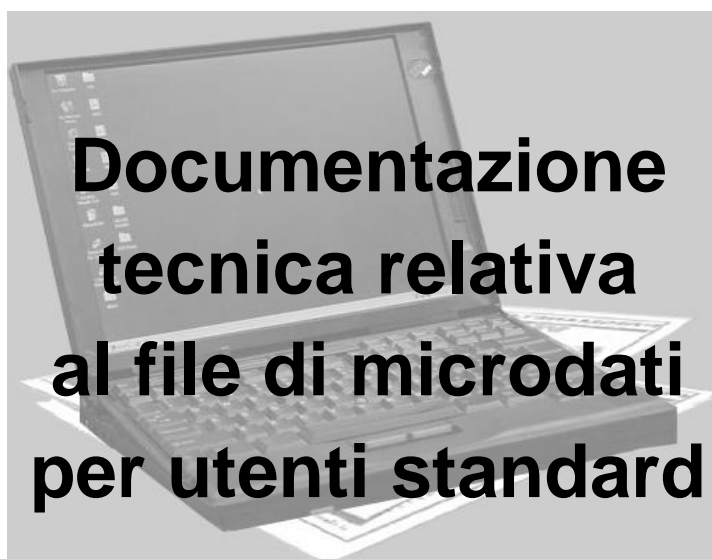 Documentazione
tecnica relativa
al file di microdati
per utenti standard